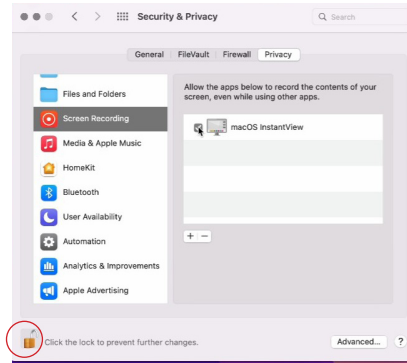 Security & Privacy
Search
General FileVault Firewall Privacy
Files and Folders
Screen Recording
Media & Apple Music
HomeKit
Bluetooth
User Availability
Automation
Analytics & Improvements
Apple Advertising
Allow the apps below to record the contents of your
screen, even while using other apps.
macOS InstantView
+ −
Click the lock to prevent further changes.
Advanced... ?